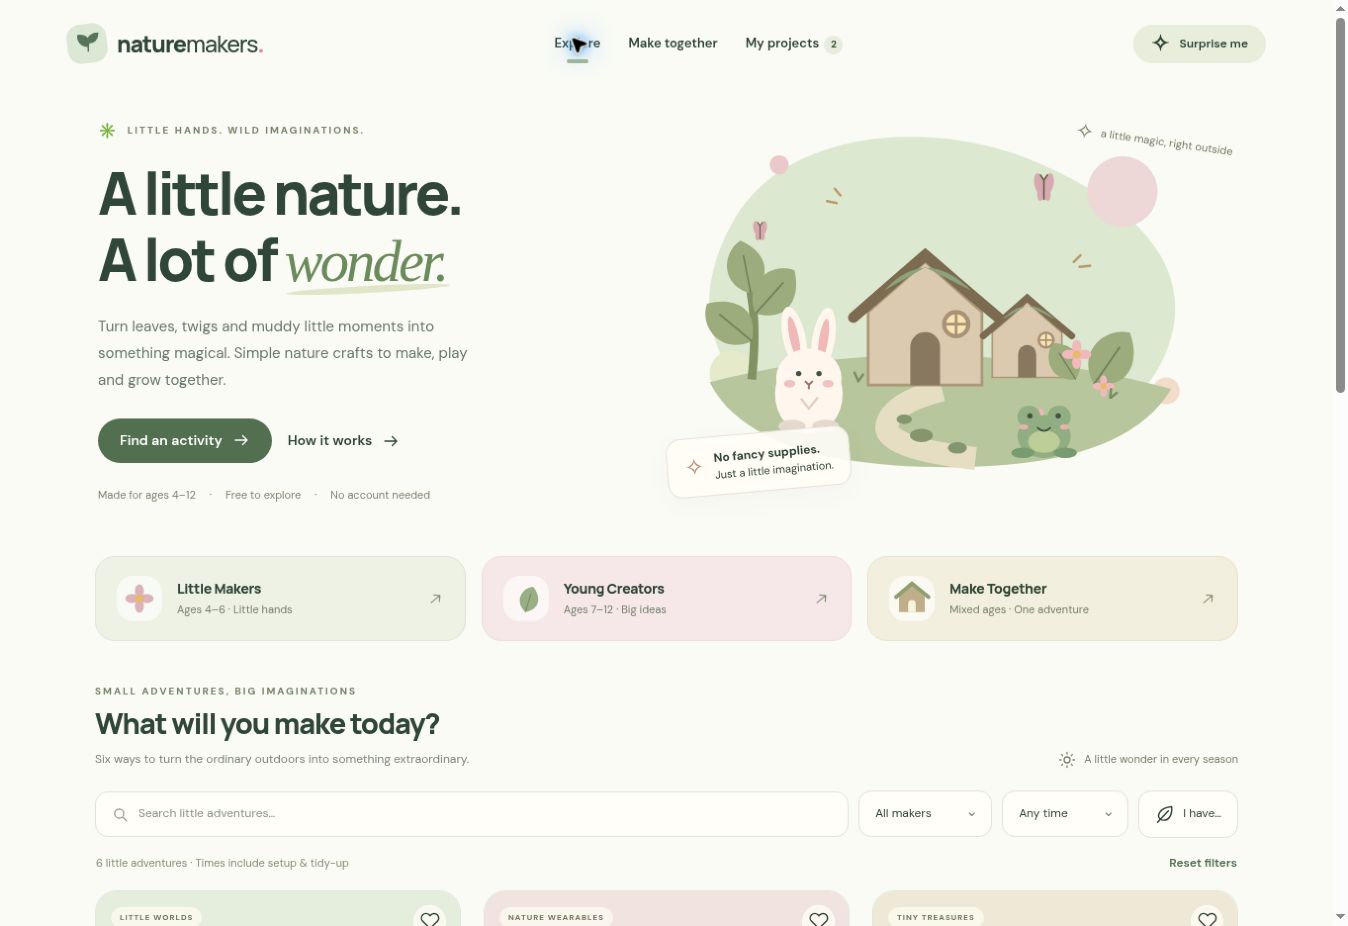 naturemakers.
Explore
Make together
My projects 2
Surprise me
LITTLE HANDS. WILD IMAGINATIONS.
A little nature.
A lot of wonder.
Turn leaves, twigs and muddy little moments into
something magical. Simple nature crafts to make, play
and grow together.
Find an activity
How it works
Made for ages 4–12 · Free to explore · No account needed
a little magic, right outside
No fancy supplies.
Just a little imagination.
Little Makers
Ages 4–6 · Little hands
Young Creators
Ages 7–12 · Big ideas
Make Together
Mixed ages · One adventure
SMALL ADVENTURES, BIG IMAGINATIONS
What will you make today?
Six ways to turn the ordinary outdoors into something extraordinary.
A little wonder in every season
Search little adventures…
All makers
Any time
I have…
6 little adventures · Times include setup & tidy-up
Reset filters
LITTLE WORLDS
NATURE WEARABLES
TINY TREASURES